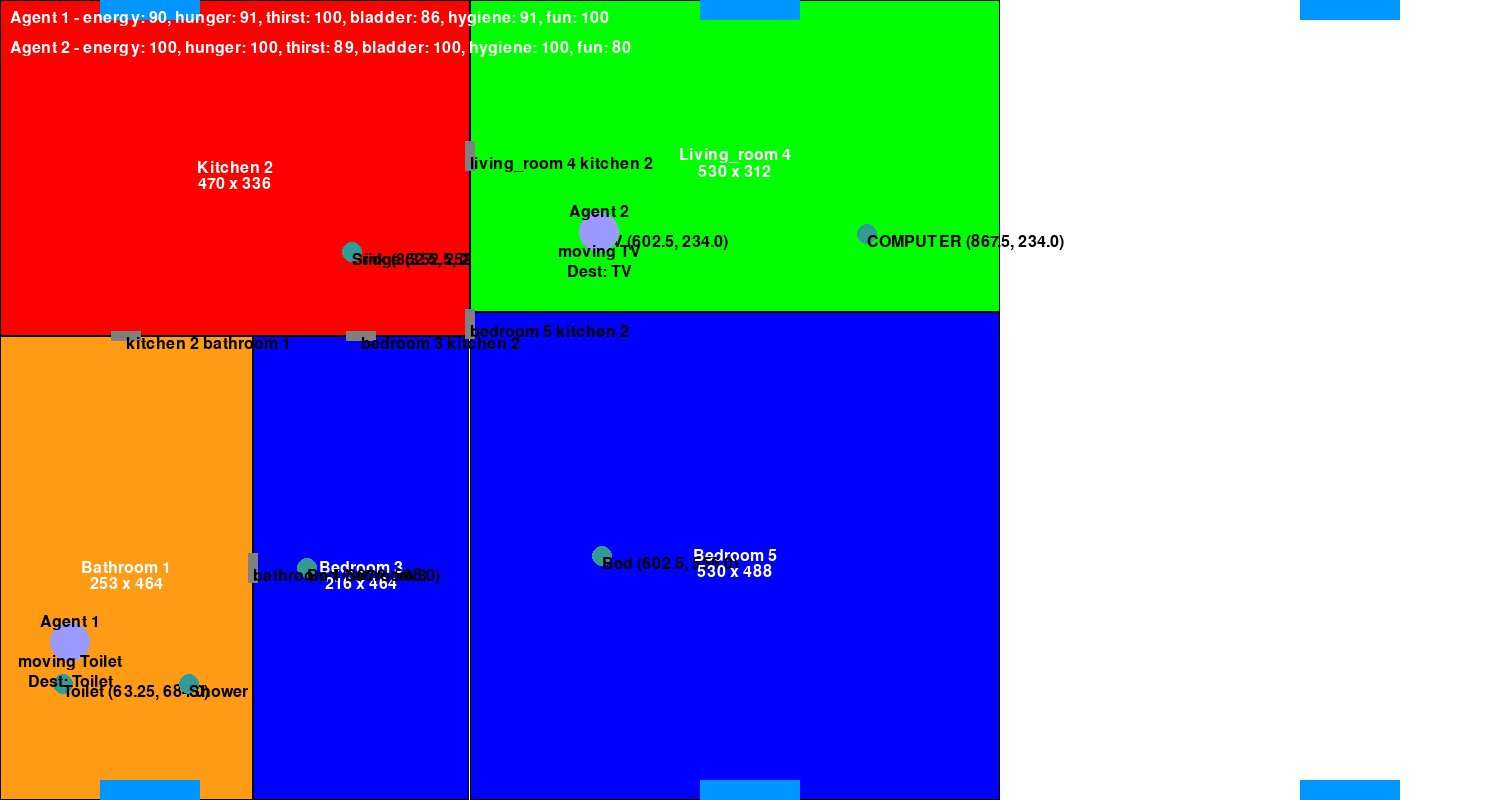 Agent 1 - energy: 90, hunger: 91, thirst: 100, bladder: 86, hygiene: 91, fun: 100
Agent 2 - energy: 100, hunger: 100, thirst: 89, bladder: 100, hygiene: 100, fun: 80
Kitchen 2
470 x 336
living_room 4 kitchen 2
Living_room 4
530 x 312
Agent 2
(602.5, 234.0)
moving TV
Dest: TV
COMPUTER (867.5, 234.0)
kitchen 2 bathroom 1
bedroom 3 kitchen 2
bedroom 5 kitchen 2
Bathroom 1
253 x 464
Bedroom 3
216 x 464
Bedroom 5
530 x 488
Bed (602.5,
Agent 1
moving Toilet
Dest: Toilet
Toilet (63.25,
Shower